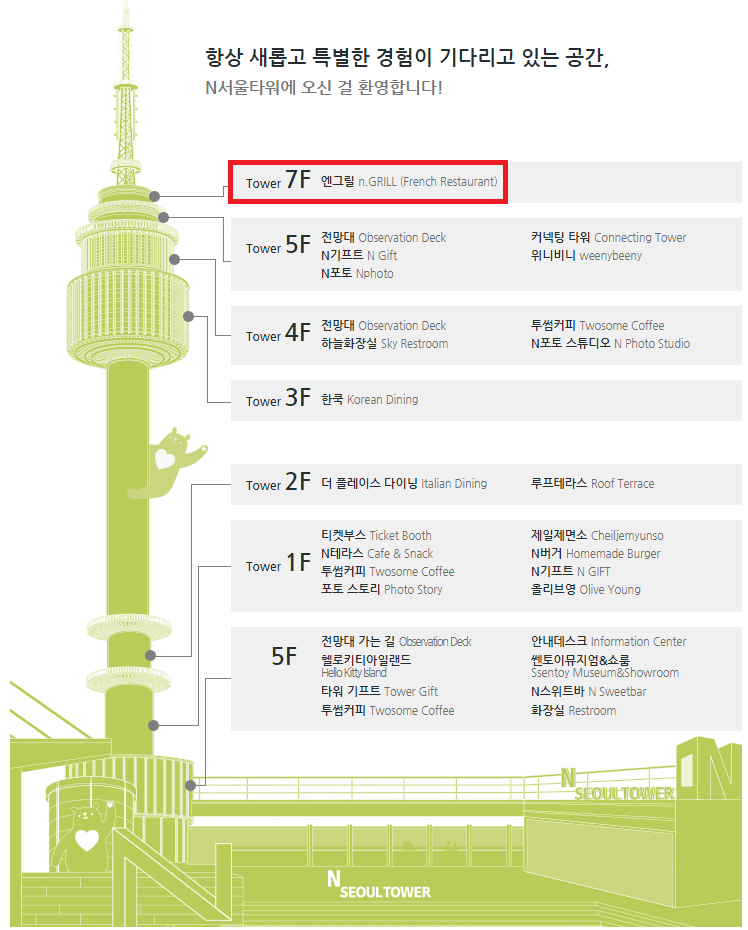 항상 새롭고 특별한 경험이 기다리고 있는 공간,
N서울타워에 오신 걸 환영합니다!
Tower 7F 엔그릴 n.GRILL (French Restaurant)
Tower 5F
전망대 Observation Deck
N기프트 N Gift
N포토 Nphoto
커넥팅 타워 Connecting Tower
위니비니 weenybeeny
Tower 4F
전망대 Observation Deck
하늘화장실 Sky Restroom
투썸커피 Twosome Coffee
N포토 스튜디오 N Photo Studio
Tower 3F 한쿡 Korean Dining
Tower 2F 더 플레이스 다이닝 Italian Dining 루프테라스 Roof Terrace
Tower 1F
티켓부스 Ticket Booth
N테라스 Cafe & Snack
투썸커피 Twosome Coffee
포토 스토리 Photo Story
제일제면소 Cheiljemyunso
N버거 Homemade Burger
N기프트 N GIFT
올리브영 Olive Young
5F
전망대 가는 길 Observation Deck
헬로키티아일랜드
Hello Kitty Island
타워 기프트 Tower Gift
투썸커피 Twosome Coffee
안내데스크 Information Center
쎈토이뮤지엄&쇼룸
Ssentoy Museum&Showroom
N스위트바 N Sweetbar
화장실 Restroom
N
N SEOULTOWER
N SEOULTOWER